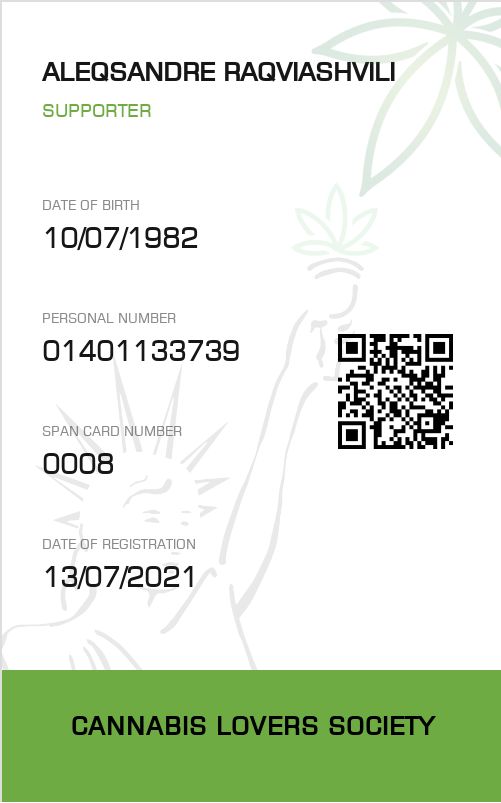 ALEQSANDRE RAQVIASHVILI
SUPPORTER
DATE OF BIRTH
10/07/1982
PERSONAL NUMBER
01401133739
SPAN CARD NUMBER
0008
DATE OF REGISTRATION
13/07/2021
CANNABIS LOVERS SOCIETY